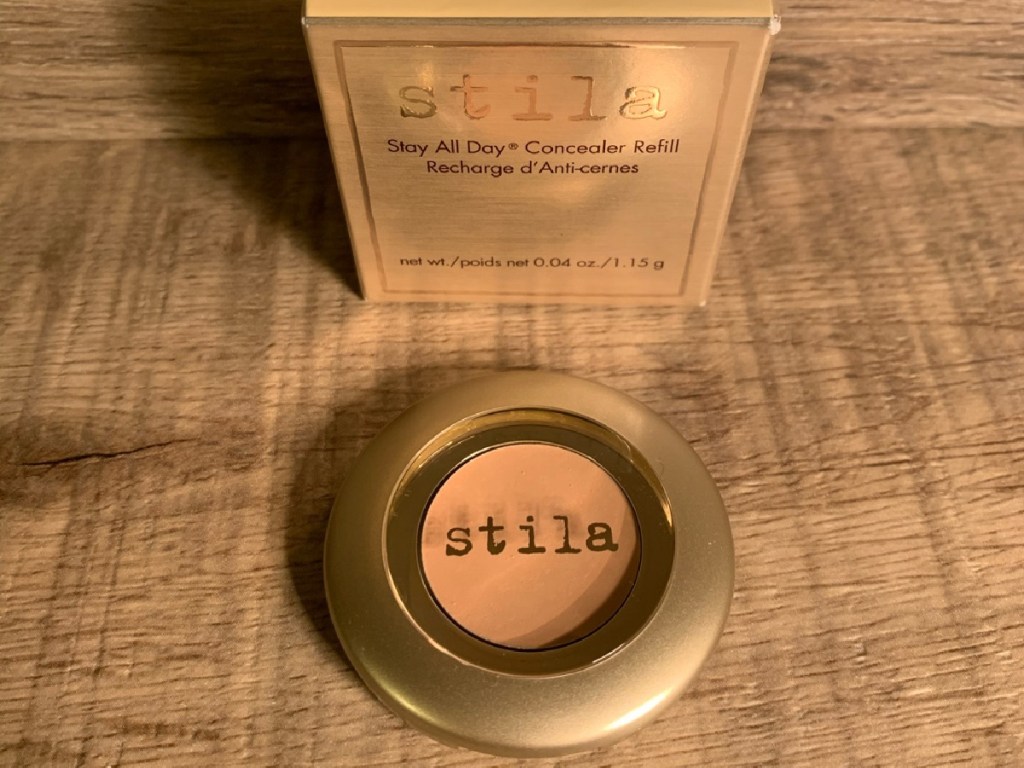 stila
Stay All Day® Concealer Refill
Recharge d'Anti-cernes
net wt./poids net 0.04 oz./1.15 g
stila